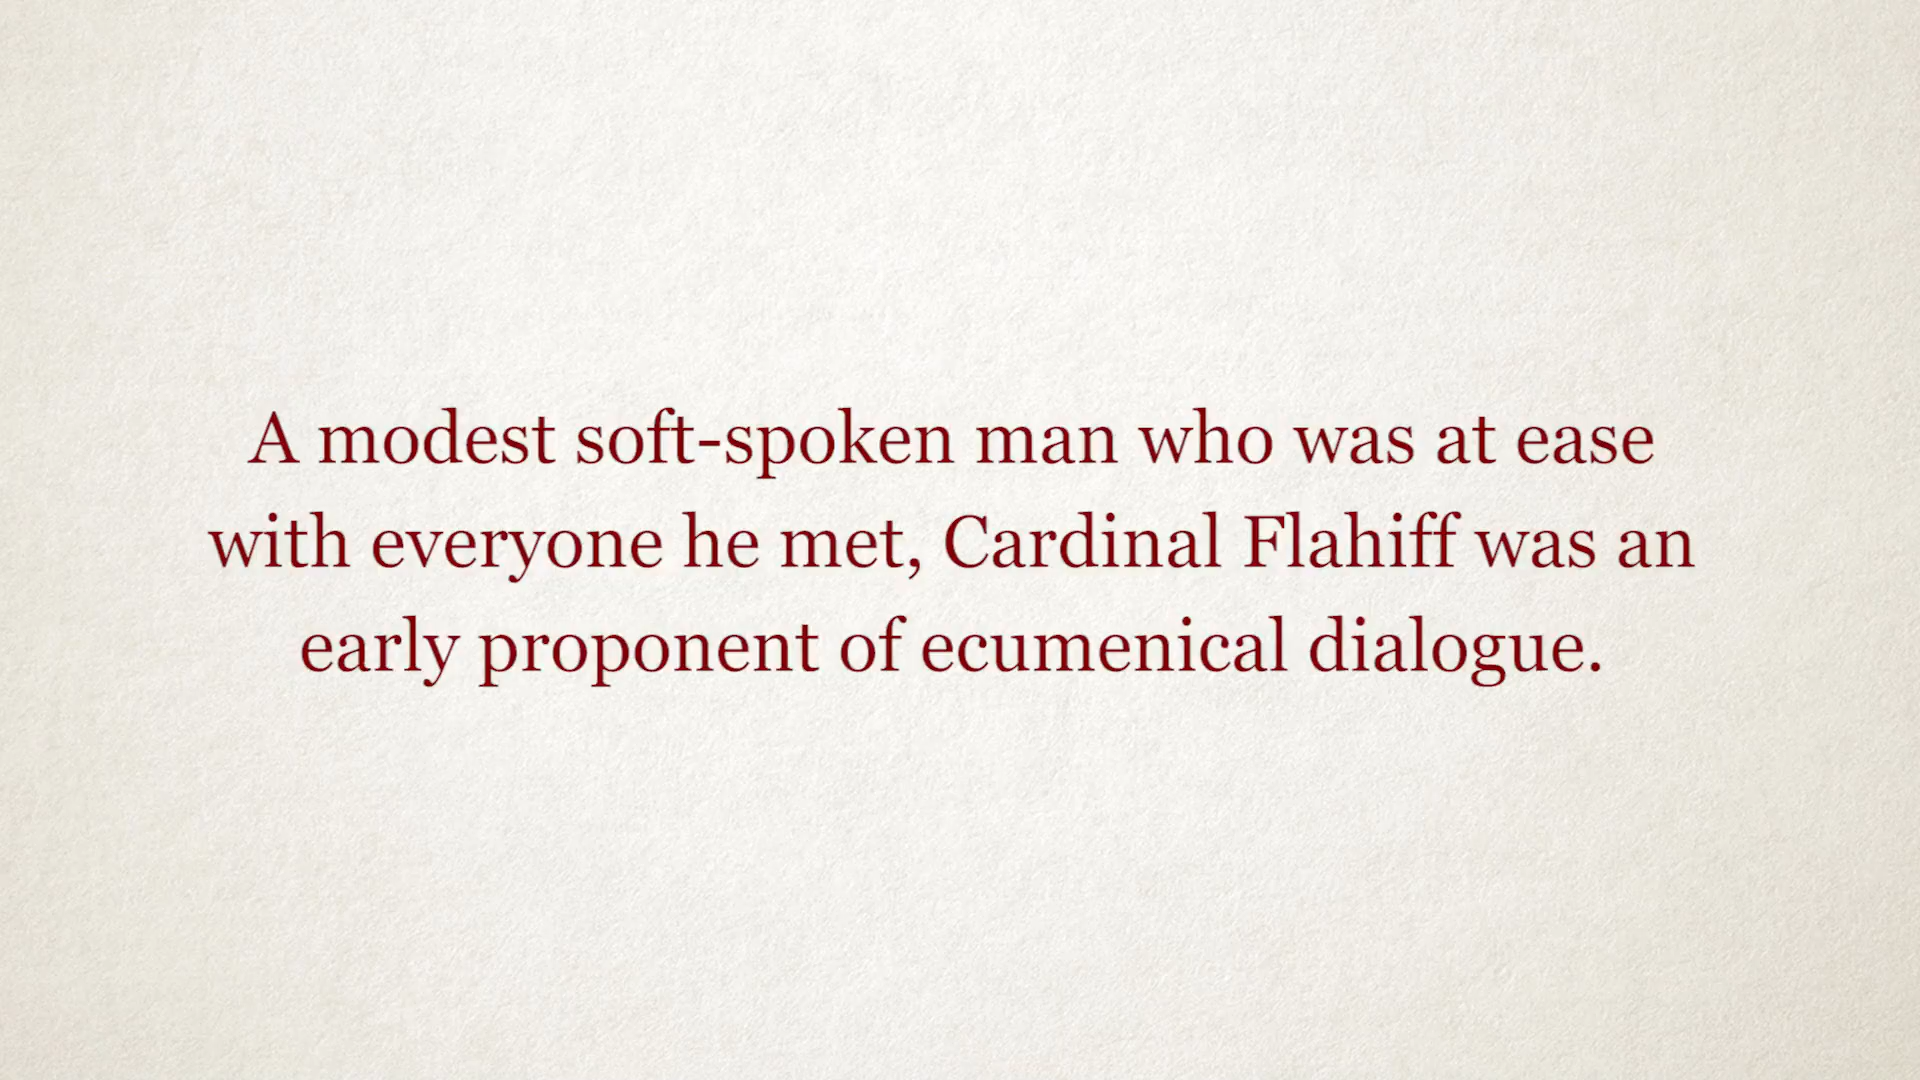 A modest soft-spoken man who was at ease
with everyone he met, Cardinal Flahiff was an
early proponent of ecumenical dialogue.